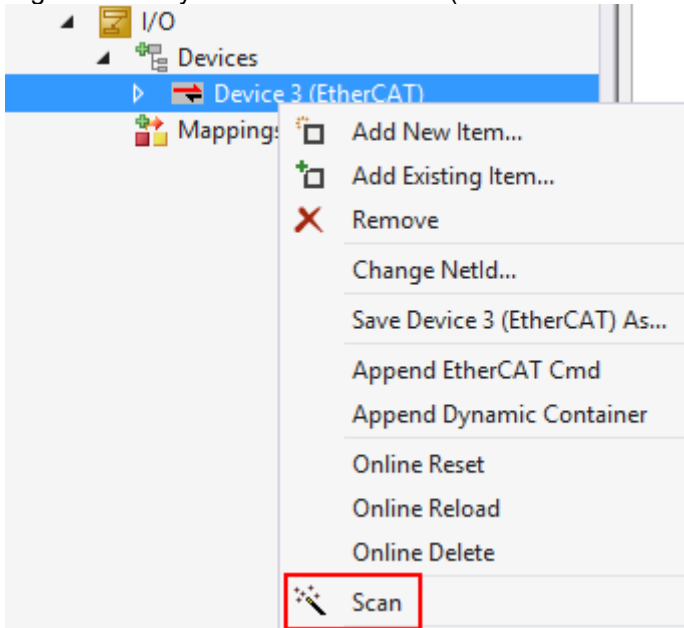 I/O
Devices
Device 3 (EtherCAT)
Mappings
Add New Item...
Add Existing Item...
Remove
Change NetId...
Save Device 3 (EtherCAT) As...
Append EtherCAT Cmd
Append Dynamic Container
Online Reset
Online Reload
Online Delete
Scan